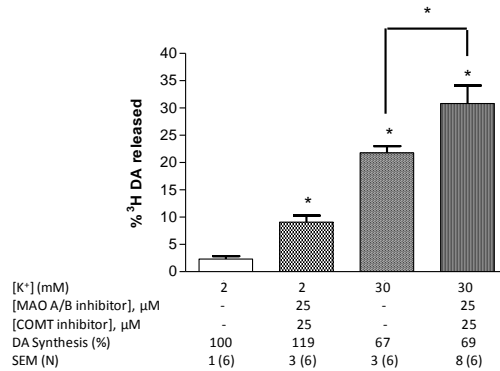 *
40
35
30
25
20
15
10
5
0
% ³H DA released
*
*
*
[K⁺] (mM) 2 2 30 30
[MAO A/B inhibitor], µM - 25 - 25
[COMT inhibitor], µM - 25 - 25
DA Synthesis (%) 100 119 67 69
SEM (N) 1 (6) 3 (6) 3 (6) 8 (6)